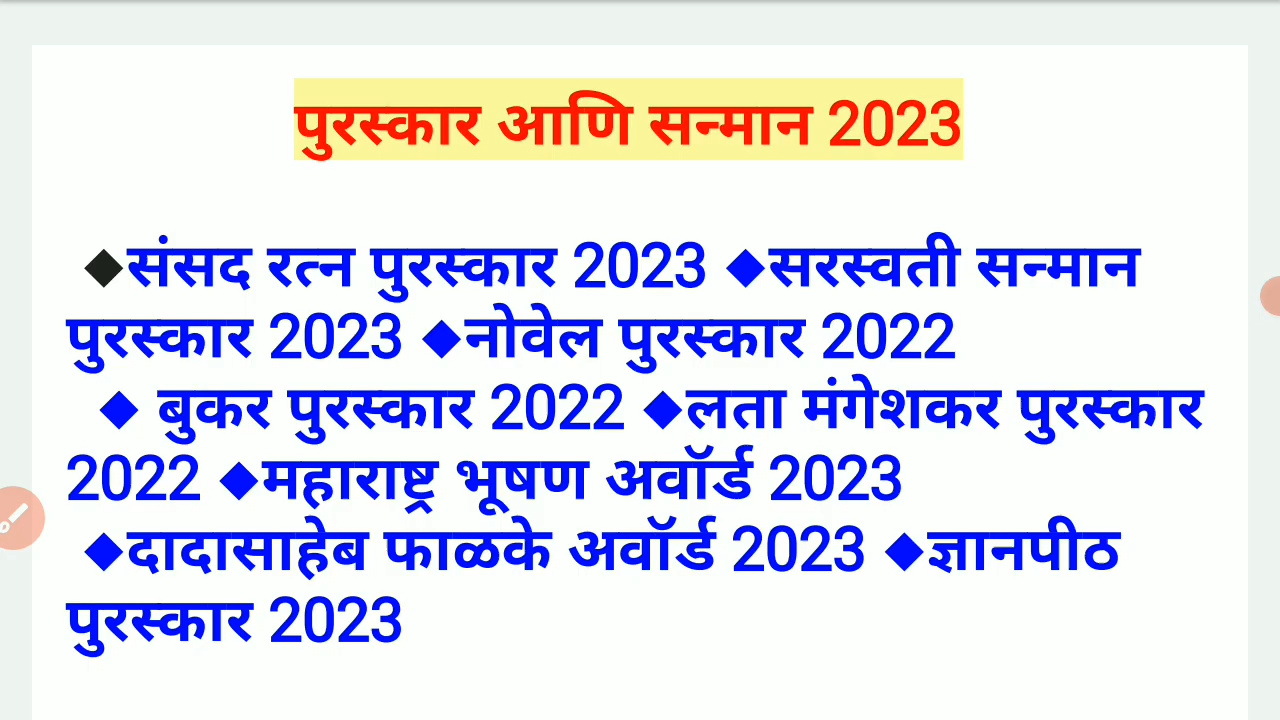 पुरस्कार आणि सन्मान 2023
◆संसद रत्न पुरस्कार 2023 ◆सरस्वती सन्मान
पुरस्कार 2023 ◆नोवेल पुरस्कार 2022
◆ बुकर पुरस्कार 2022 ◆लता मंगेशकर पुरस्कार
2022 ◆महाराष्ट्र भूषण अवॉर्ड 2023
◆दादासाहेब फाळके अवॉर्ड 2023 ◆ज्ञानपीठ
पुरस्कार 2023